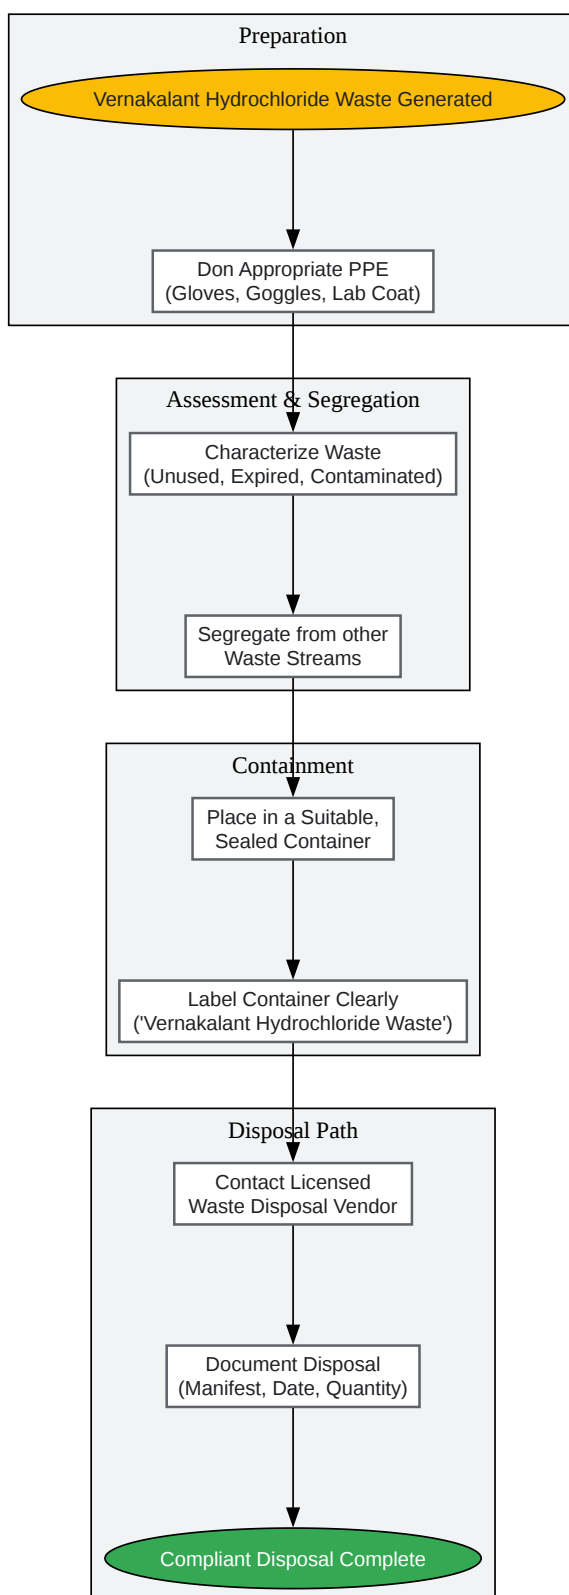 Preparation
Vernakalant Hydrochloride Waste Generated
Don Appropriate PPE
(Gloves, Goggles, Lab Coat)
Assessment & Segregation
Characterize Waste
(Unused, Expired, Contaminated)
Segregate from other
Waste Streams
Containment
Place in a Suitable,
Sealed Container
Label Container Clearly
('Vernakalant Hydrochloride Waste')
Disposal Path
Contact Licensed
Waste Disposal Vendor
Document Disposal
(Manifest, Date, Quantity)
Compliant Disposal Complete